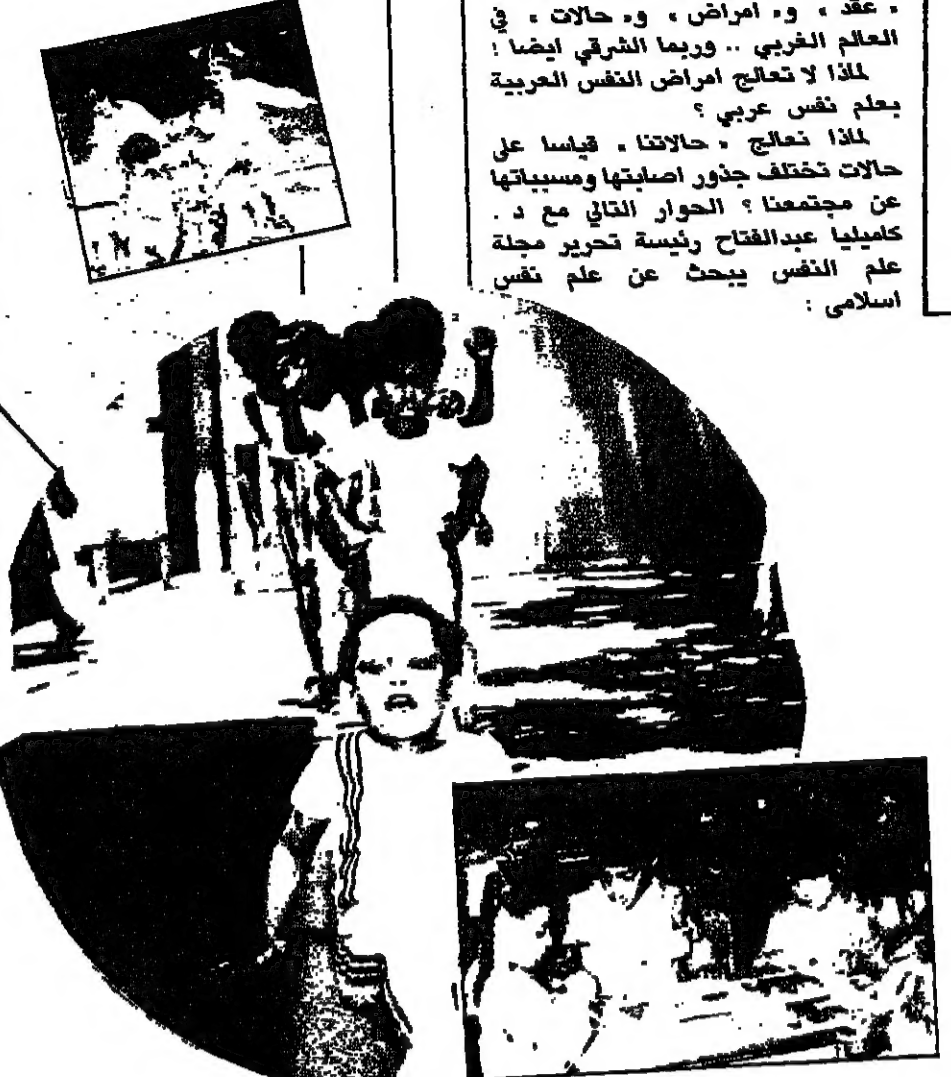 « عقد » و« امراض » و« حالات » في
العالم الغربي .. وربما الشرقي ايضا !
لماذا لا تعالج امراض النفس العربية
بعلم نفس عربي ؟
لماذا نعالج « حالاتنا » قياسا على
حالات تختلف جذور اصابتها ومسبباتها
عن مجتمعنا ؟ الحوار التالي مع د .
كاميليا عبدالفتاح رئيسة تحرير مجلة
علم النفس يبحث عن علم نفس
اسلامى :